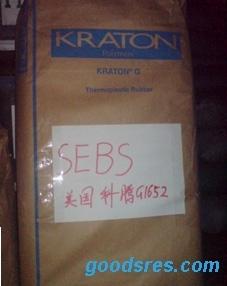 KRATON
Polymers
KRATON® G
Thermoplastic Rubber
SEBS
美国 科腾G1652
goodsres.com